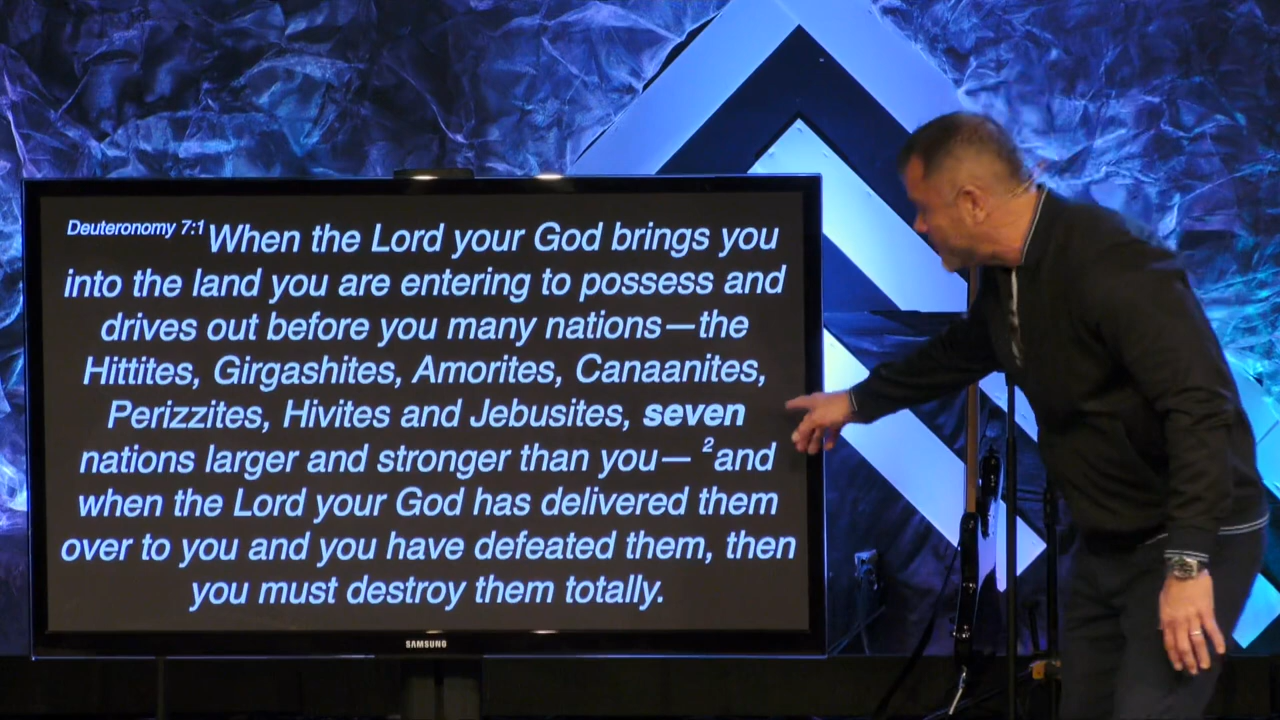 Deuteronomy 7:1 When the Lord your God brings you
into the land you are entering to possess and
drives out before you many nations—the
Hittites, Girgashites, Amorites, Canaanites,
Perizzites, Hivites and Jebusites, seven
nations larger and stronger than you— 2and
when the Lord your God has delivered them
over to you and you have defeated them, then
you must destroy them totally.
SAMSUNG